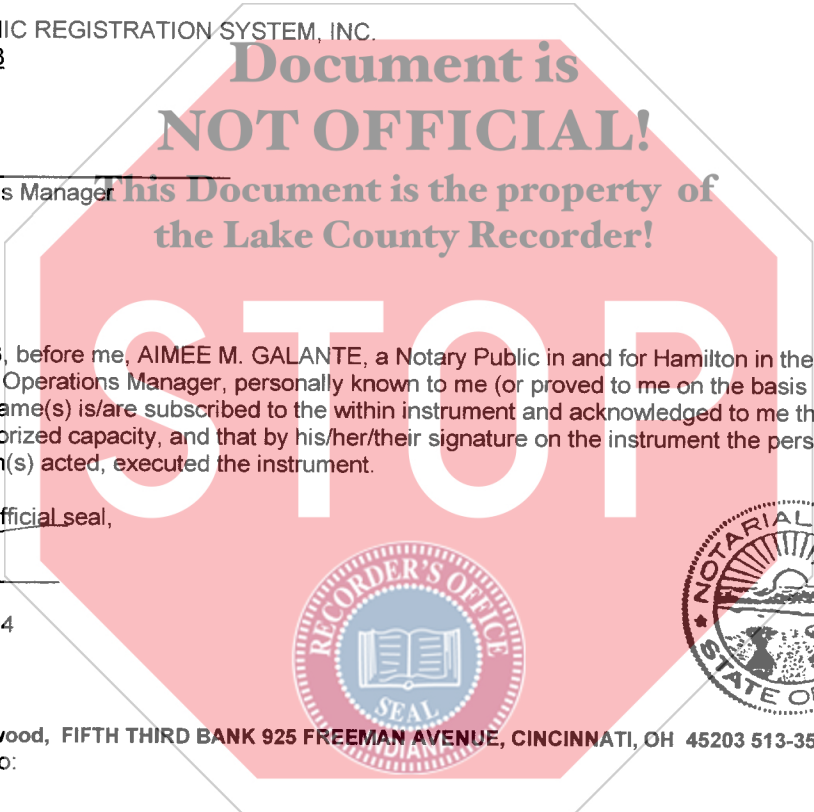 IC REGISTRATION SYSTEM, INC.
Document is
NOT OFFICIAL!
s Manager
This Document is the property of
the Lake County Recorder!
STOP
, before me, AIMEE M. GALANTE, a Notary Public in and for Hamilton in the
Operations Manager, personally known to me (or proved to me on the basis
ame(s) is/are subscribed to the within instrument and acknowledged to me th
orized capacity, and that by his/her/their signature on the instrument the pers
(s) acted, executed the instrument.
fficial seal,
NOTARIAL
STATE OF
RECORDER'S OFFICE
SEAL
INDIANA
4
wood, FIFTH THIRD BANK 925 FREEMAN AVENUE, CINCINNATI, OH 45203 513-35
o: